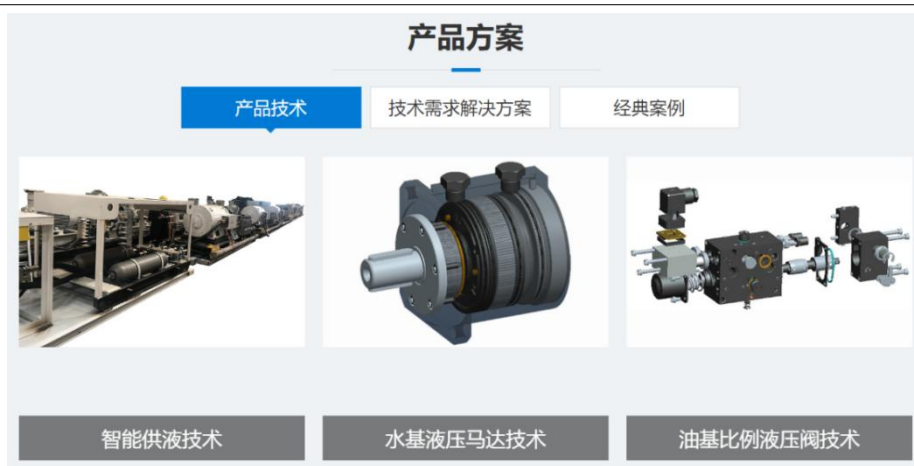 产品方案
产品技术
技术需求解决方案
经典案例
智能供液技术
水基液压马达技术
油基比例液压阀技术